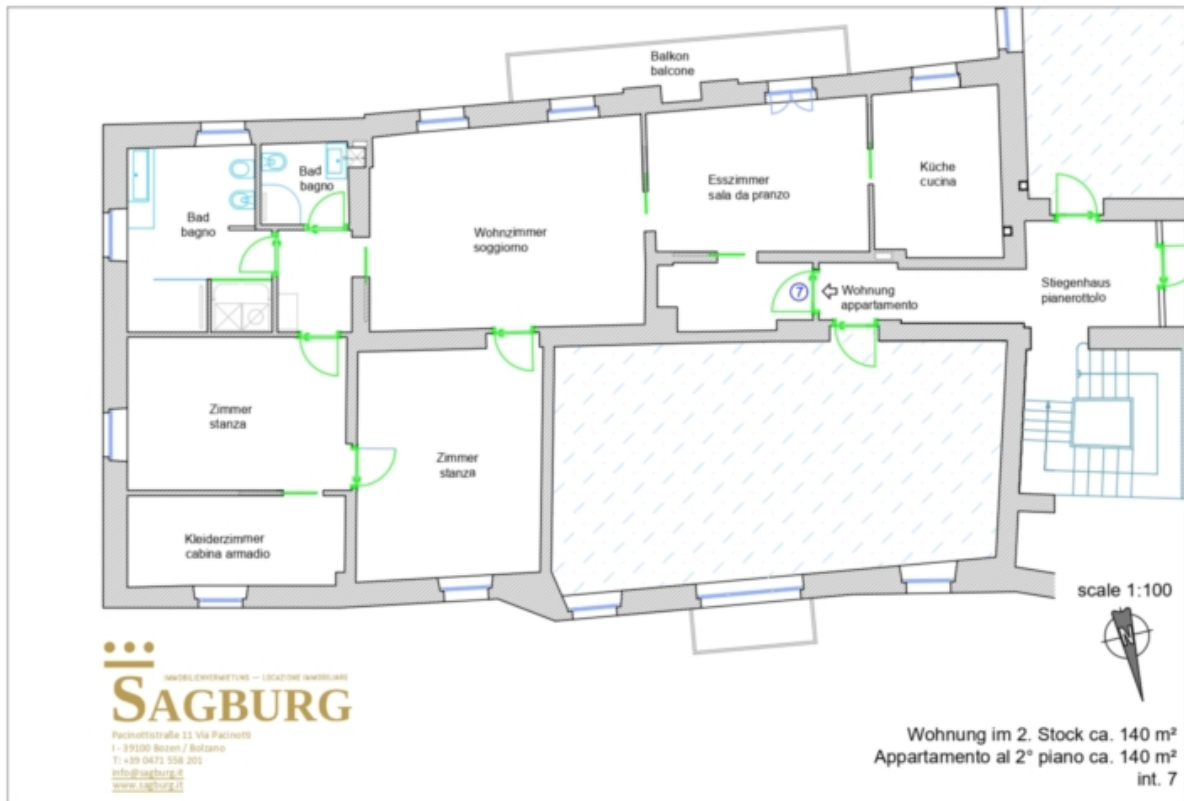 Balkon
balcone
Bad
bagno
Bad
bagno
Wohnzimmer
soggiorno
Esszimmer
sala da pranzo
Küche
cucina
7
Wohnung
appartamento
Stiegenhaus
pianerottolo
Zimmer
stanza
Zimmer
stanza
Kleiderzimmer
cabina armadio
scale 1:100
N
IMMOBILIENVERMIETUNG — LOCAZIONE IMMOBILIARE
SAGBURG
Pacinottistraße 11 Via Pacinotti
I - 39100 Bozen / Bolzano
T: +39 0471 558 201
info@sagburg.it
www.sagburg.it
Wohnung im 2. Stock ca. 140 m²
Appartamento al 2° piano ca. 140 m²
int. 7